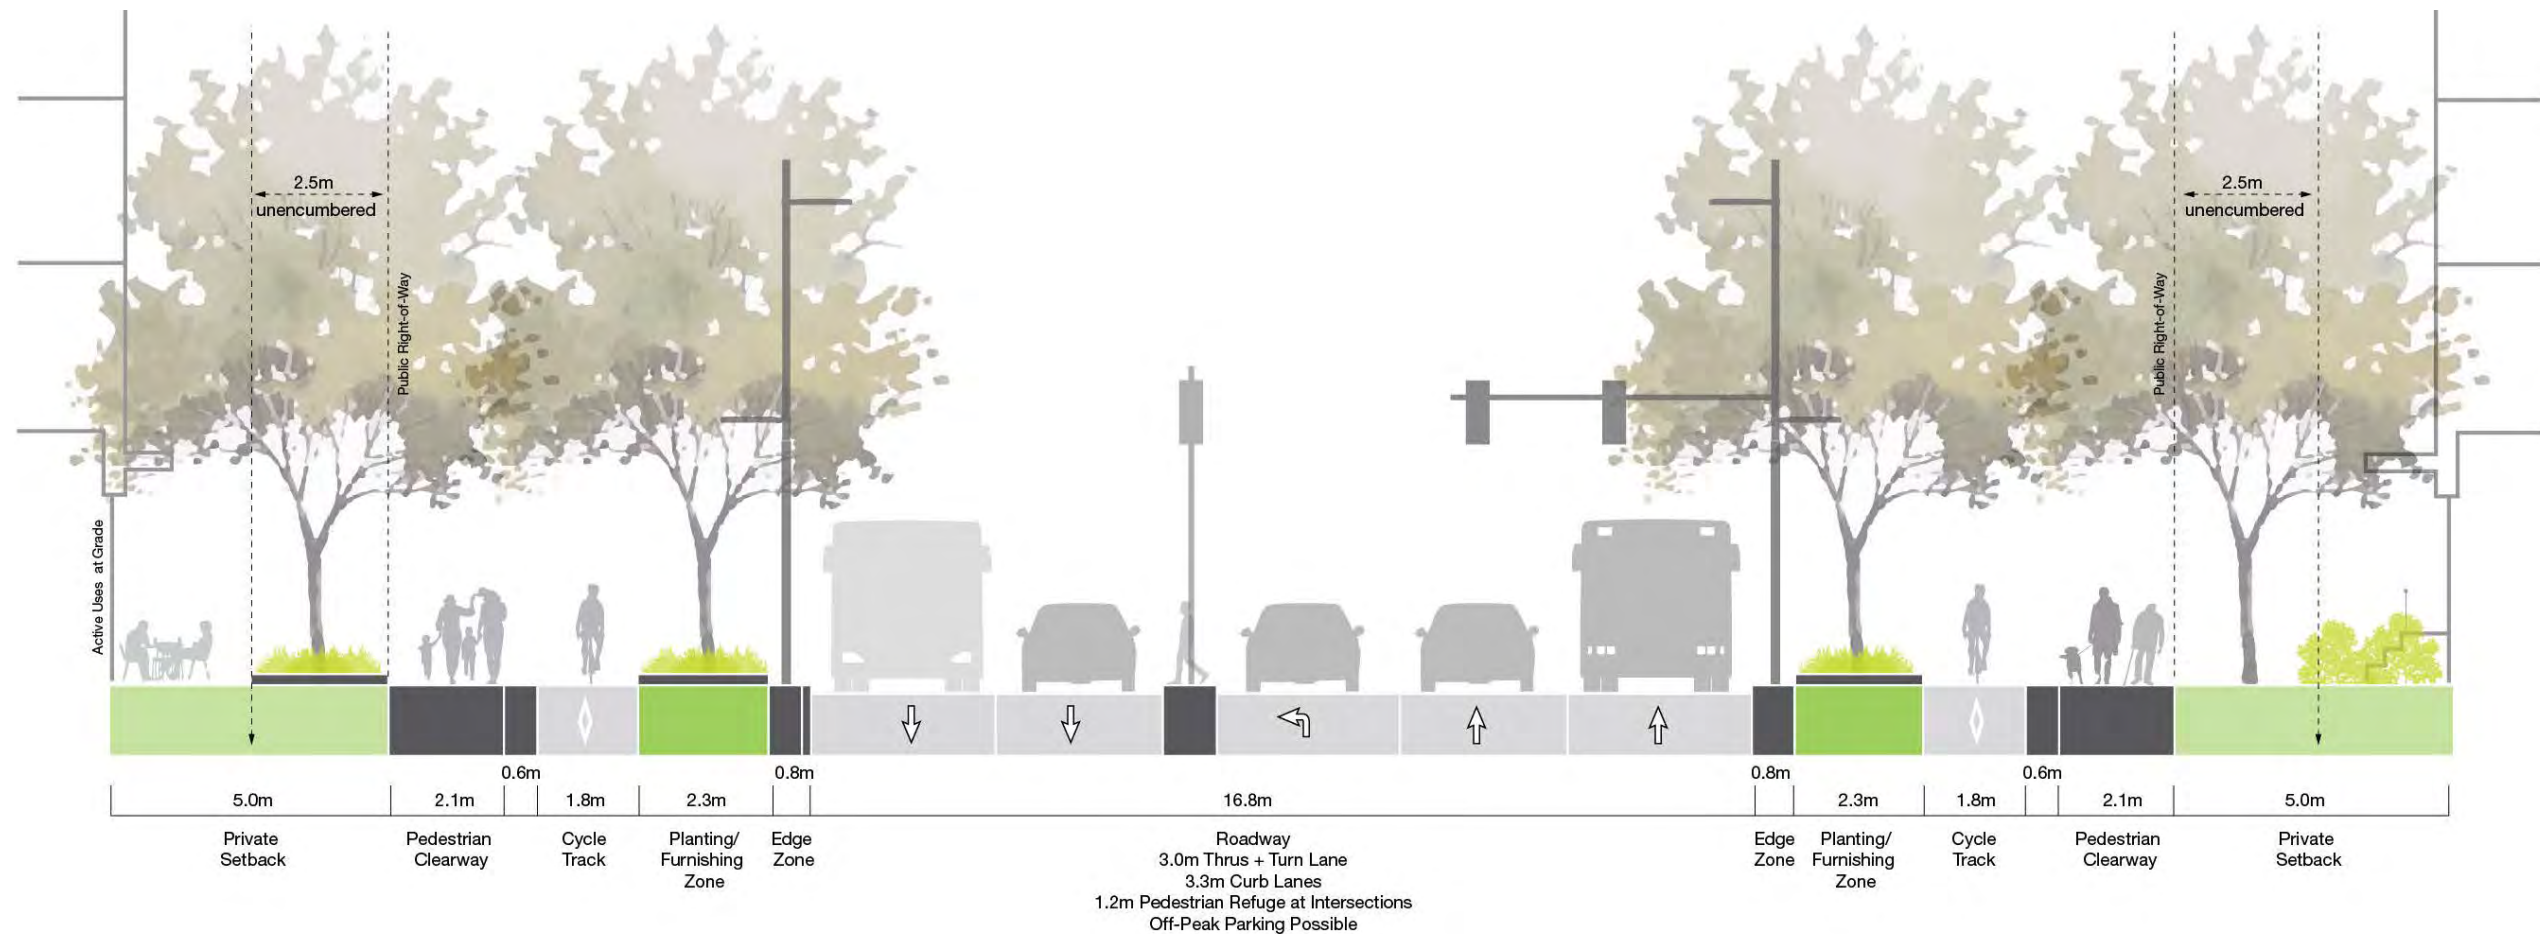 2.5m
unencumbered
Public Right-of-Way
Active Uses at Grade
2.5m
unencumbered
Public Right-of-Way
0.6m
0.8m
0.8m
0.6m
5.0m
2.1m
1.8m
2.3m
16.8m
2.3m
1.8m
2.1m
5.0m
Private
Setback
Pedestrian
Clearway
Cycle
Track
Planting/
Furnishing
Zone
Edge
Zone
Roadway
3.0m Thrus + Turn Lane
3.3m Curb Lanes
1.2m Pedestrian Refuge at Intersections
Off-Peak Parking Possible
Edge
Zone
Planting/
Furnishing
Zone
Cycle
Track
Pedestrian
Clearway
Private
Setback